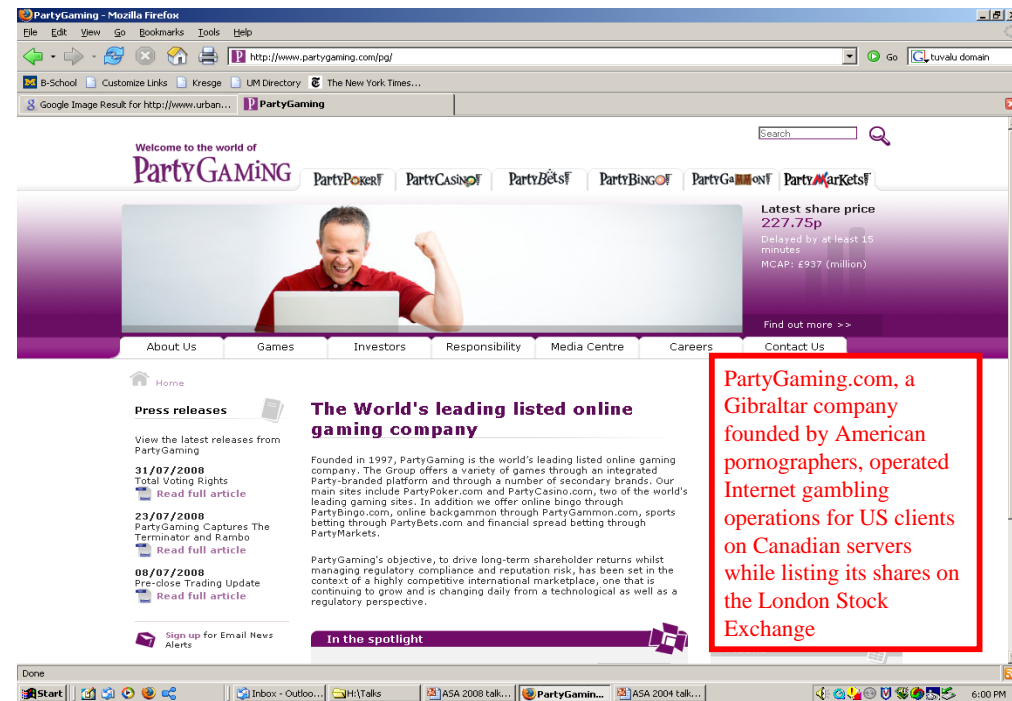 PartyGaming - Mozilla Firefox
File Edit View Go Bookmarks Tools Help
http://www.partygaming.com/pg/
Go
tuvalu domain
B-School Customize Links Kresge UM Directory The New York Times...
Google Image Result for http://www.urban... PartyGaming
Search
Welcome to the world of
PartyGaming
PartyPoker PartyCasino PartyBets PartyBingo PartyGammon PartyMarkets
Latest share price
227.75p
Delayed by at least 15
minutes
MCAP: £937 (million)
Find out more >>
About Us Games Investors Responsibility Media Centre Careers Contact Us
Home
Press releases
View the latest releases from
PartyGaming
31/07/2008
Total Voting Rights
Read full article
23/07/2008
PartyGaming Captures The
Terminator and Rambo
Read full article
08/07/2008
Pre-close Trading Update
Read full article
Sign up for Email News
Alerts
The World's leading listed online
gaming company
Founded in 1997, PartyGaming is the world's leading listed online gaming
company. The Group offers a variety of games through an integrated
Party-branded platform and through a number of secondary brands. Our
main sites include PartyPoker.com and PartyCasino.com, two of the world's
leading gaming sites. In addition we offer online bingo through
PartyBingo.com, online backgammon through PartyGammon.com, sports
betting through PartyBets.com and financial spread betting through
PartyMarkets.
PartyGaming's objective, to drive long-term shareholder returns whilst
managing regulatory compliance and reputation risk, has been set in the
context of a highly competitive international marketplace, one that is
continuing to grow and is changing daily from a technological as well as a
regulatory perspective.
In the spotlight
PartyGaming.com, a
Gibraltar company
founded by American
pornographers, operated
Internet gambling
operations for US clients
on Canadian servers
while listing its shares on
the London Stock
Exchange
Done
Start Inbox - Outloo... H:\Talks ASA 2008 talk... PartyGamin... ASA 2004 talk... 6:00 PM